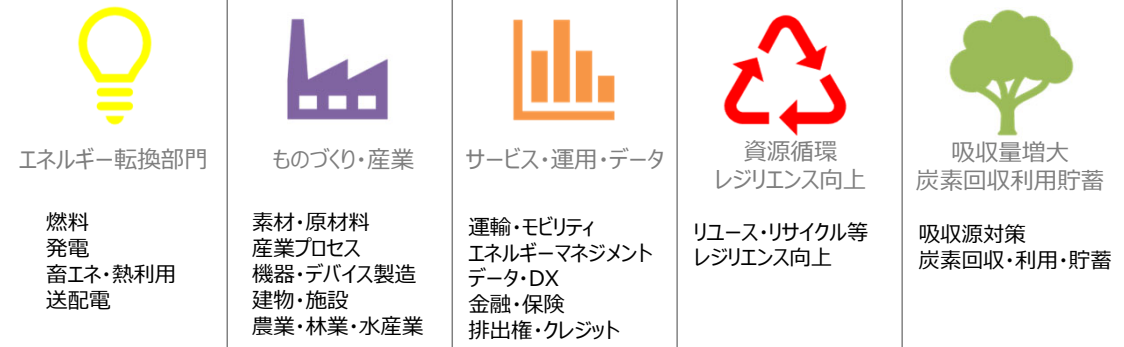 エネルギー転換部門
燃料
発電
畜エネ・熱利用
送配電
ものづくり・産業
素材・原材料
産業プロセス
機器・デバイス製造
建物・施設
農業・林業・水産業
サービス・運用・データ
運輸・モビリティ
エネルギーマネジメント
データ・DX
金融・保険
排出権・クレジット
資源循環
レジリエンス向上
リユース・リサイクル等
レジリエンス向上
吸収量増大
炭素回収利用貯蓄
吸収源対策
炭素回収・利用・貯蓄